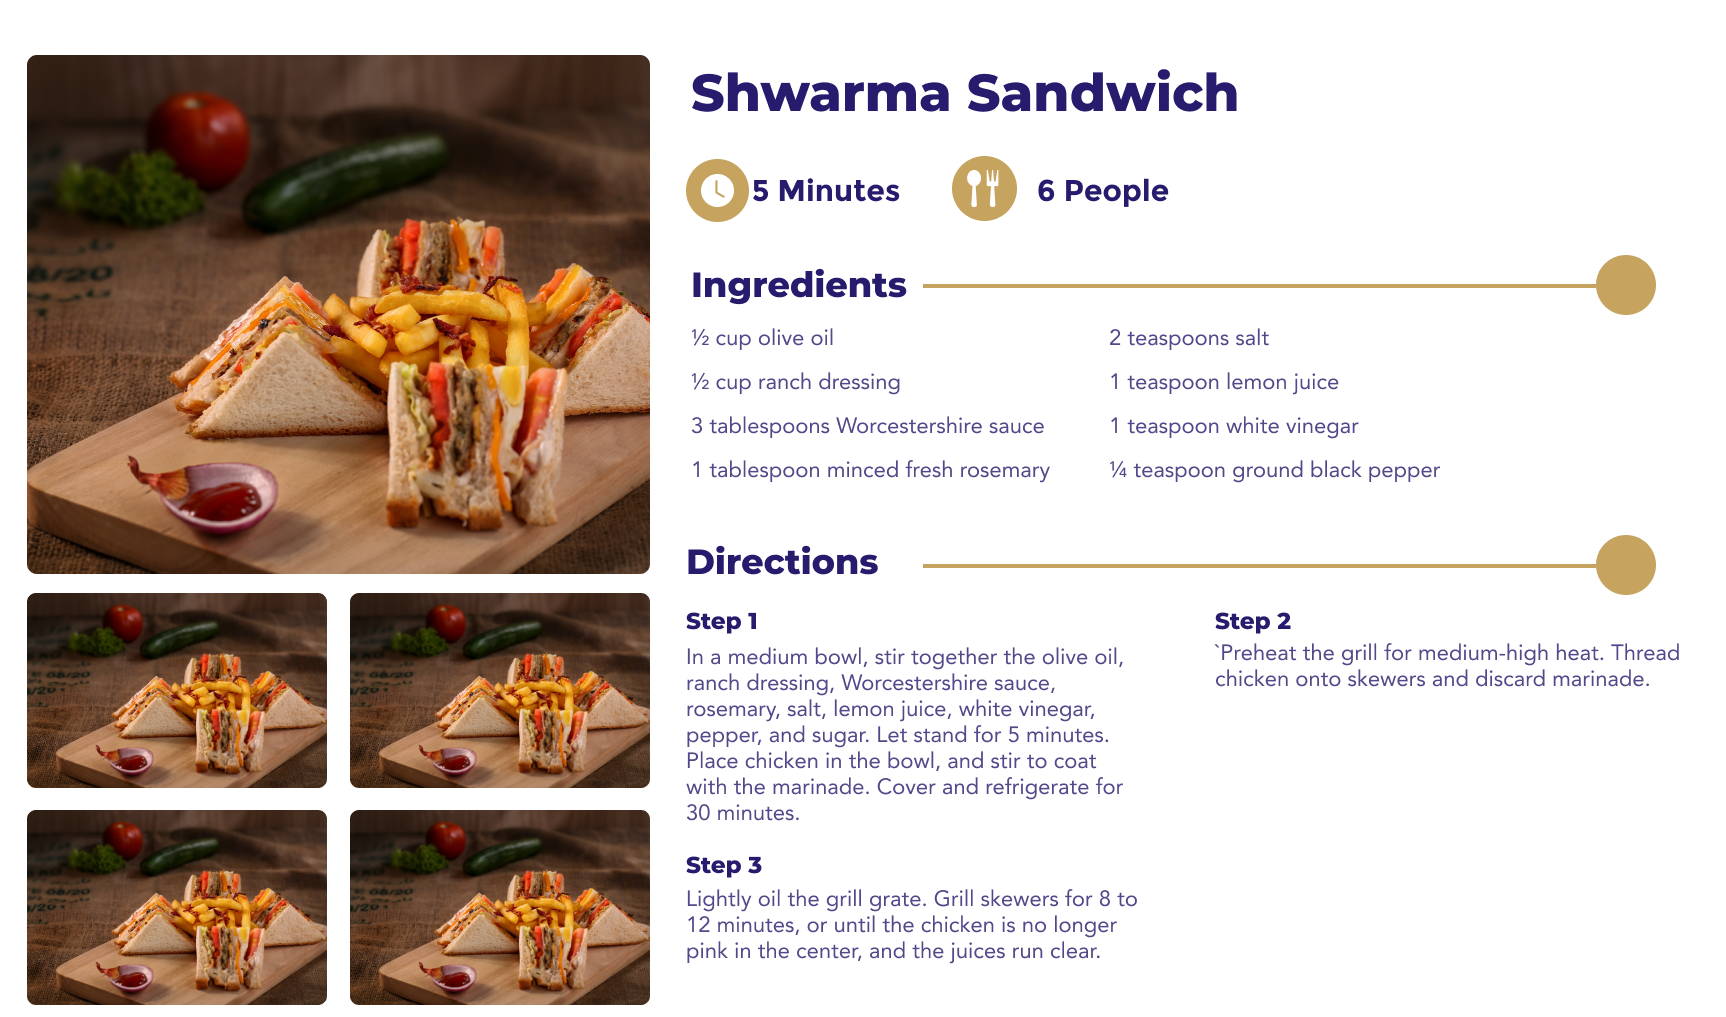 Shwarma Sandwich
5 Minutes
6 People
Ingredients
½ cup olive oil
½ cup ranch dressing
3 tablespoons Worcestershire sauce
1 tablespoon minced fresh rosemary
2 teaspoons salt
1 teaspoon lemon juice
1 teaspoon white vinegar
¼ teaspoon ground black pepper
Directions
Step 1
In a medium bowl, stir together the olive oil,
ranch dressing, Worcestershire sauce,
rosemary, salt, lemon juice, white vinegar,
pepper, and sugar. Let stand for 5 minutes.
Place chicken in the bowl, and stir to coat
with the marinade. Cover and refrigerate for
30 minutes.
Step 2
`Preheat the grill for medium-high heat. Thread
chicken onto skewers and discard marinade.
Step 3
Lightly oil the grill grate. Grill skewers for 8 to
12 minutes, or until the chicken is no longer
pink in the center, and the juices run clear.